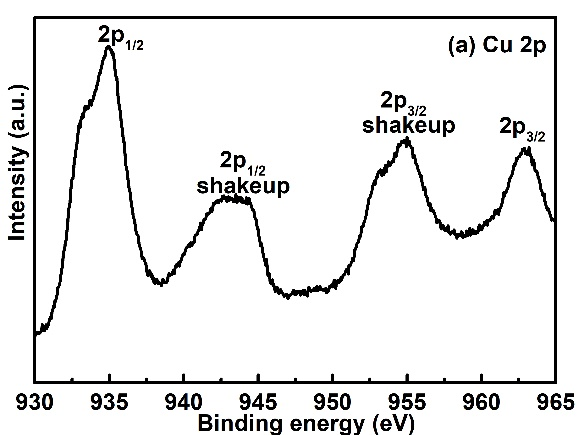 2p1/2
(a) Cu 2p
2p3/2
shakeup
2p3/2
2p1/2
shakeup
Intensity (a.u.)
930 935 940 945 950 955 960 965
Binding energy (eV)